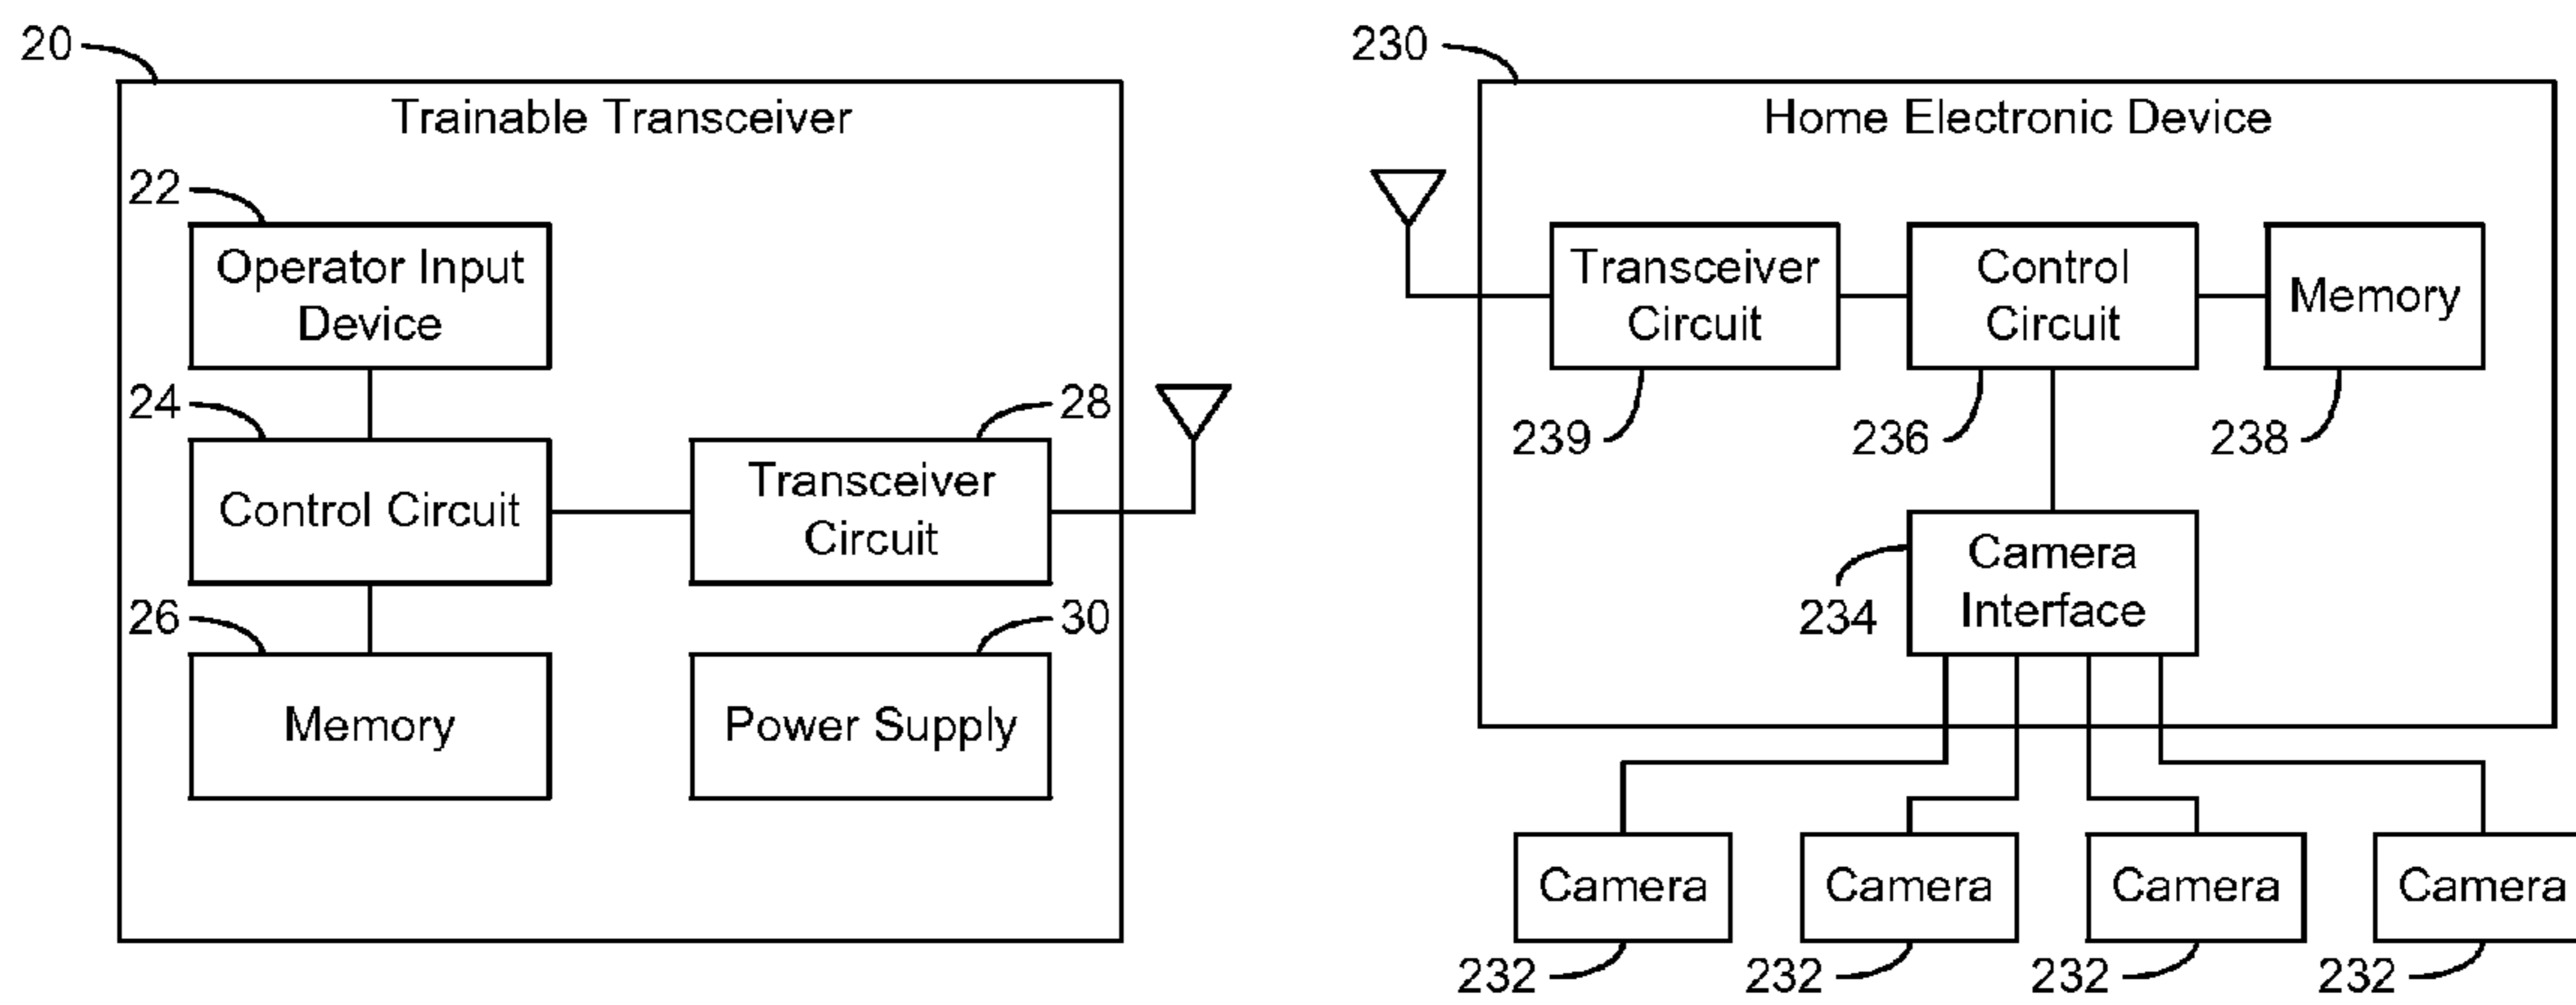 20
Trainable Transceiver
22
Operator Input
Device
24
Control Circuit
28
Transceiver
Circuit
26
Memory
30
Power Supply
230
Home Electronic Device
Transceiver
Circuit
239
Control
Circuit
236
Memory
238
Camera
Interface
234
Camera
Camera
Camera
Camera
232
232
232
232